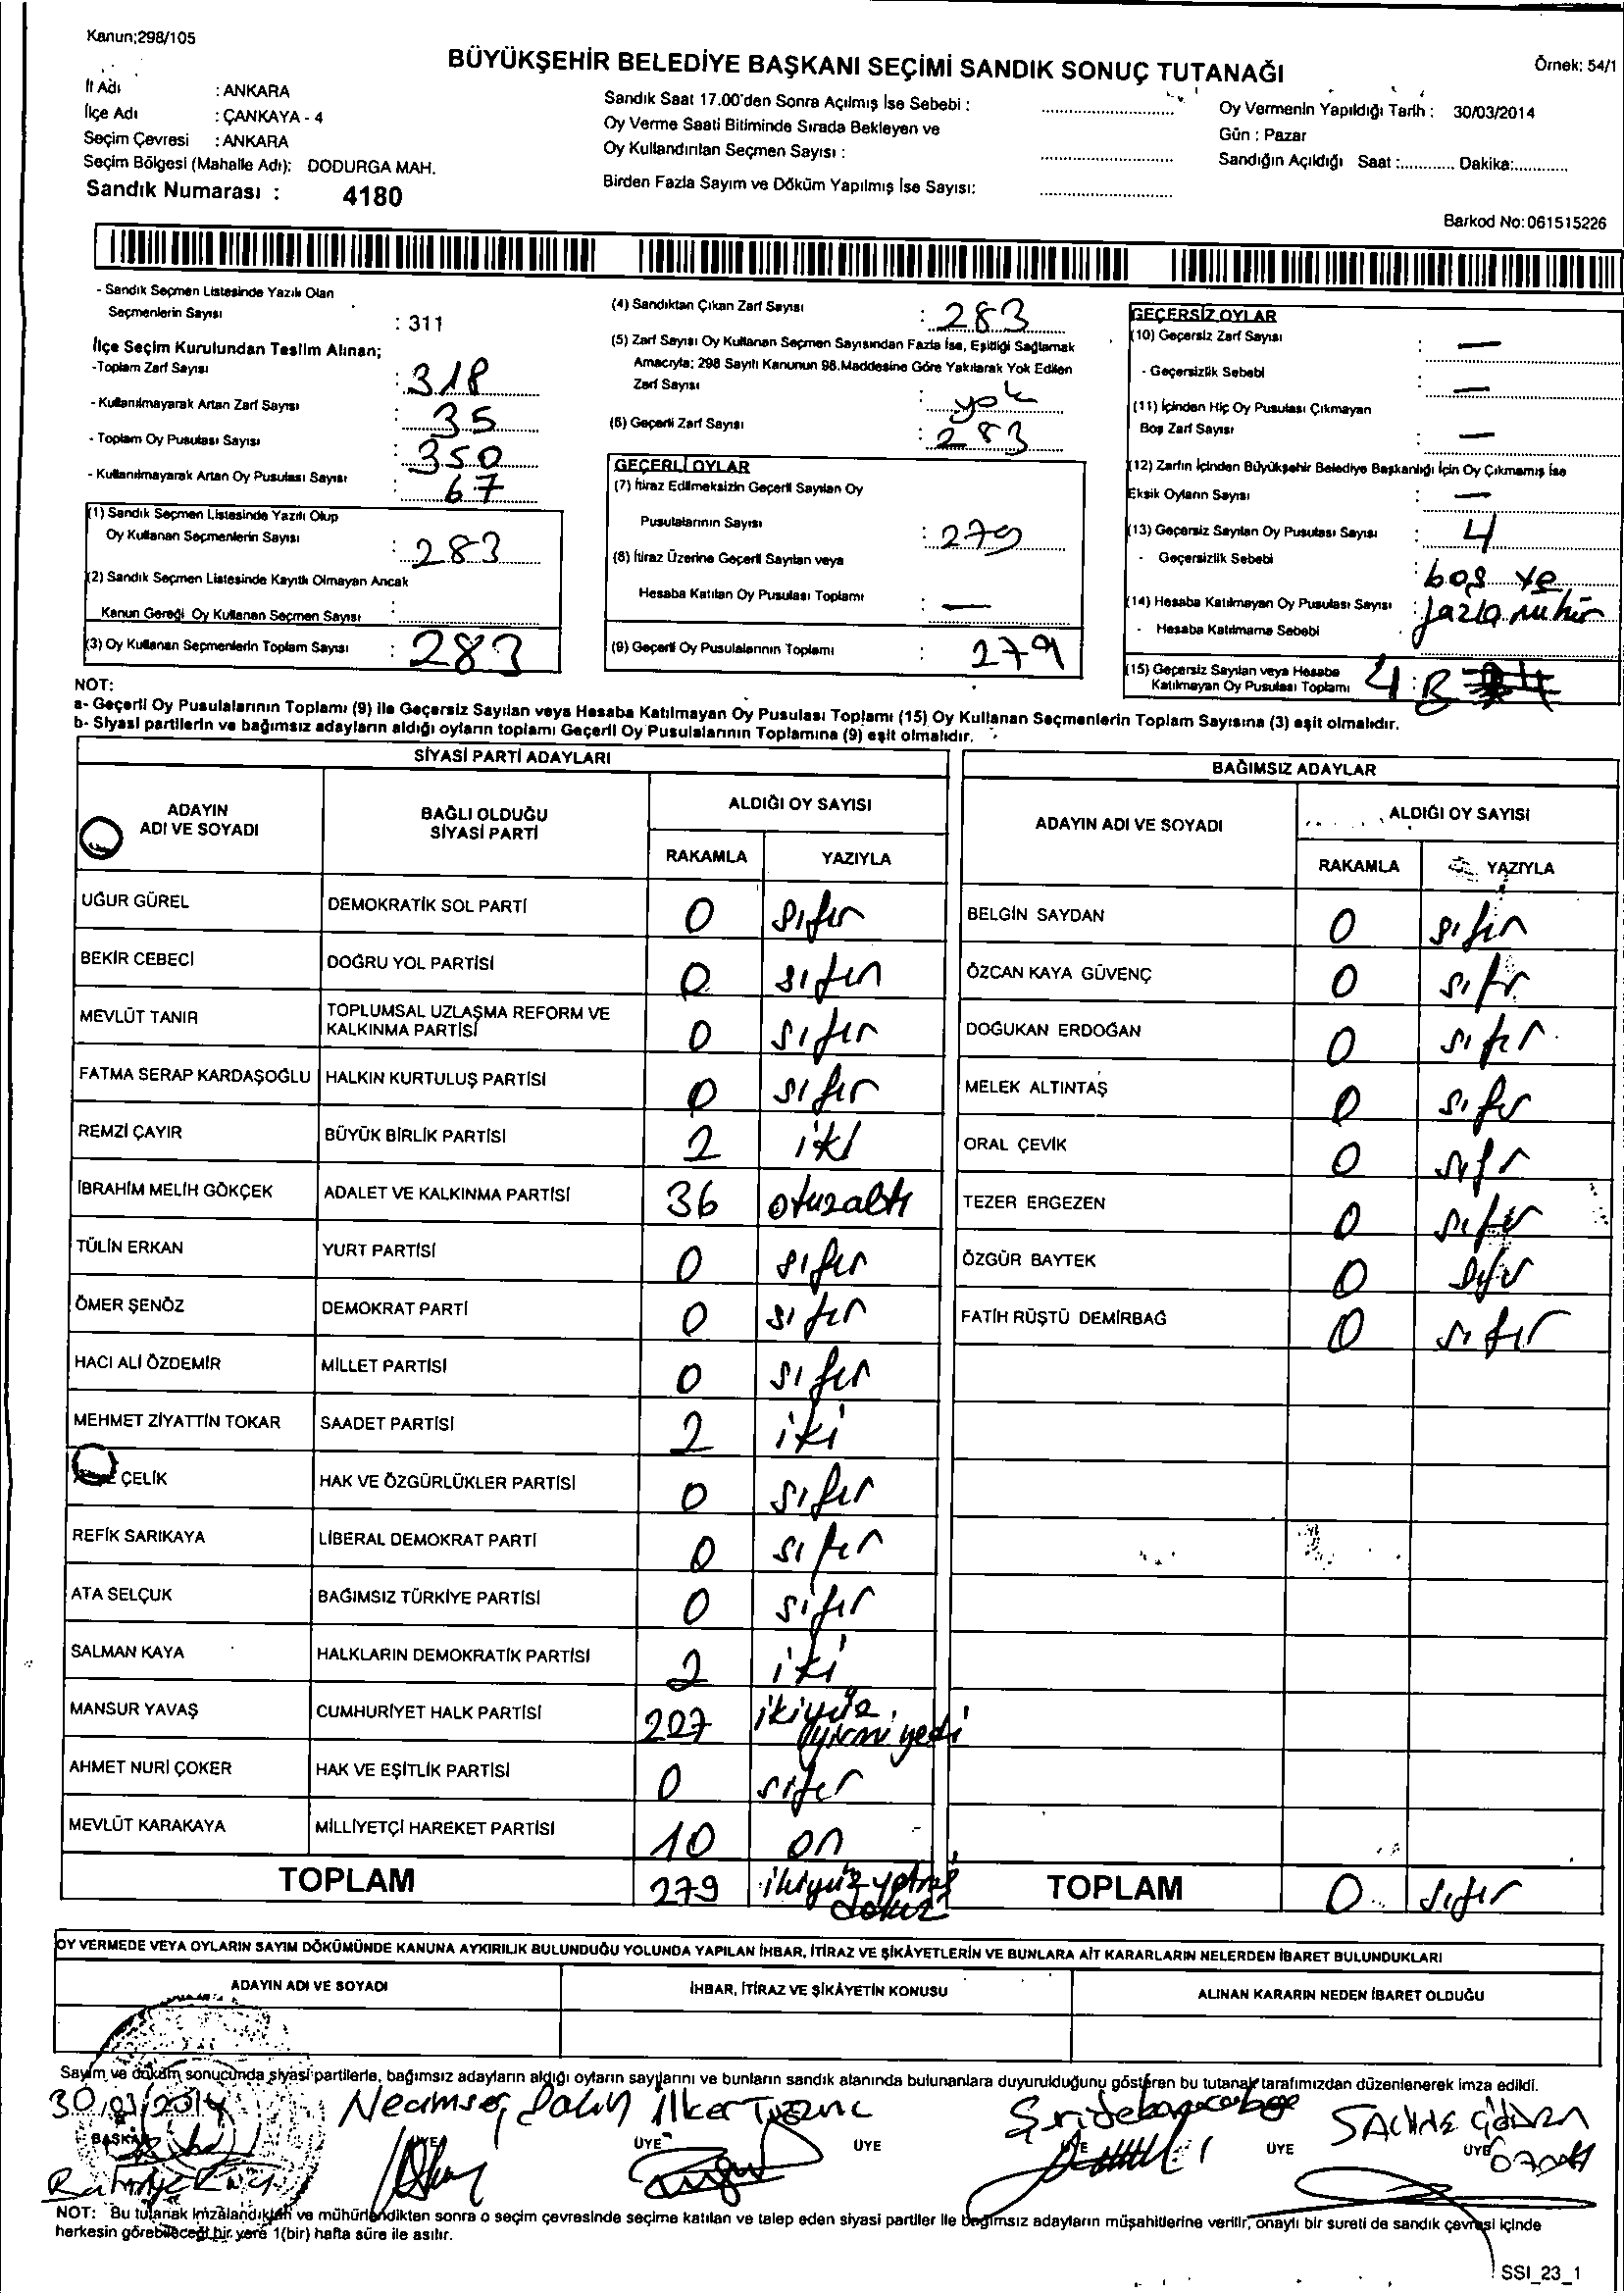 Kanun;298/105
BÜYÜKŞEHİR BELEDİYE BAŞKANI SEÇİMİ SANDIK SONUÇ TUTANAĞI
Örnek: 54/1
İl Adı : ANKARA
İlçe Adı : ÇANKAYA - 4
Seçim Çevresi : ANKARA
Seçim Bölgesi (Mahalle Adı): DODURGA MAH.
Sandık Numarası : 4180
Sandık Saat 17.00'den Sonra Açılmış İse Sebebi :
Oy Verme Saati Bitiminde Sırada Bekleyen ve
Oy Kullandırılan Seçmen Sayısı :
Birden Fazla Sayım ve Döküm Yapılmış İse Sayısı:
Oy Vermenin Yapıldığı Tarih : 30/03/2014
Gün : Pazar
Sandığın Açıldığı Saat :............ Dakika:............
Barkod No:061515226
- Sandık Seçmen Listesinde Yazılı Olan
Seçmenlerin Sayısı : 311
İlçe Seçim Kurulundan Teslim Alınan;
-Toplam Zarf Sayısı : 318
- Kullanılmayarak Artan Zarf Sayısı : 35
- Toplam Oy Pusulası Sayısı : 350
- Kullanılmayarak Artan Oy Pusulası Sayısı : 67
(1) Sandık Seçmen Listesinde Yazılı Olup
Oy Kullanan Seçmenlerin Sayısı : 283
(2) Sandık Seçmen Listesinde Kayıtlı Olmayan Ancak
Kanun Gereği Oy Kullanan Seçmen Sayısı :
(3) Oy Kullanan Seçmenlerin Toplam Sayısı : 283
(4) Sandıktan Çıkan Zarf Sayısı : 283
(5) Zarf Sayısı Oy Kullanan Seçmen Sayısından Fazla İse, Eşitliği Sağlamak
Amacıyla; 298 Sayılı Kanunun 98.Maddesine Göre Yakılarak Yok Edilen
Zarf Sayısı : yok
(6) Geçerli Zarf Sayısı : 283
GEÇERLİ OYLAR
(7) İtiraz Edilmeksizin Geçerli Sayılan Oy
Pusulalarının Sayısı : 279
(8) İtiraz Üzerine Geçerli Sayılan veya
Hesaba Katılan Oy Pusulası Toplamı : —
(9) Geçerli Oy Pusulalarının Toplamı : 279
GEÇERSİZ OYLAR
(10) Geçersiz Zarf Sayısı : —
- Geçersizlik Sebebi : —
(11) İçinden Hiç Oy Pusulası Çıkmayan
Boş Zarf Sayısı : —
(12) Zarfın İçinden Büyükşehir Belediye Başkanlığı İçin Oy Çıkmamış İse
Eksik Oyların Sayısı : —
(13) Geçersiz Sayılan Oy Pusulası Sayısı : 4
- Geçersizlik Sebebi : boş ve
(14) Hesaba Katılmayan Oy Pusulası Sayısı : fazla mühür
- Hesaba Katılmama Sebebi
(15) Geçersiz Sayılan veya Hesaba
Katılmayan Oy Pusulası Toplamı 4 :
NOT:
a- Geçerli Oy Pusulalarının Toplamı (9) ile Geçersiz Sayılan veya Hesaba Katılmayan Oy Pusulası Toplamı (15) Oy Kullanan Seçmenlerin Toplam Sayısına (3) eşit olmalıdır.
b- Siyasi partilerin ve bağımsız adayların aldığı oyların toplamı Geçerli Oy Pusulalarının Toplamına (9) eşit olmalıdır.
SİYASİ PARTİ ADAYLARI
ADAYIN ADI VE SOYADI BAĞLI OLDUĞU SİYASİ PARTİ ALDIĞI OY SAYISI
RAKAMLA YAZIYLA
UĞUR GÜREL DEMOKRATİK SOL PARTİ 0 sıfır
BEKİR CEBECİ DOĞRU YOL PARTİSİ 0 sıfır
MEVLÜT TANIR TOPLUMSAL UZLAŞMA REFORM VE KALKINMA PARTİSİ 0 sıfır
FATMA SERAP KARDAŞOĞLU HALKIN KURTULUŞ PARTİSİ 0 sıfır
REMZİ ÇAYIR BÜYÜK BİRLİK PARTİSİ 2 iki
İBRAHİM MELİH GÖKÇEK ADALET VE KALKINMA PARTİSİ 36 otuzaltı
TÜLİN ERKAN YURT PARTİSİ 0 sıfır
ÖMER ŞENÖZ DEMOKRAT PARTİ 0 sıfır
HACI ALİ ÖZDEMİR MİLLET PARTİSİ 0 sıfır
MEHMET ZİYATTİN TOKAR SAADET PARTİSİ 2 iki
ÇELİK HAK VE ÖZGÜRLÜKLER PARTİSİ 0 sıfır
REFİK SARIKAYA LİBERAL DEMOKRAT PARTİ 0 sıfır
ATA SELÇUK BAĞIMSIZ TÜRKİYE PARTİSİ 0 sıfır
SALMAN KAYA HALKLARIN DEMOKRATİK PARTİSİ 2 iki
MANSUR YAVAŞ CUMHURİYET HALK PARTİSİ 227 ikiyüz yirmiyedi
AHMET NURİ ÇOKER HAK VE EŞİTLİK PARTİSİ 0 sıfır
MEVLÜT KARAKAYA MİLLİYETÇİ HAREKET PARTİSİ 10 on
TOPLAM 279 ikiyüz yetmiş dokuz
BAĞIMSIZ ADAYLAR
ADAYIN ADI VE SOYADI ALDIĞI OY SAYISI
RAKAMLA YAZIYLA
BELGİN SAYDAN 0 sıfır
ÖZCAN KAYA GÜVENÇ 0 sıfır
DOĞUKAN ERDOĞAN 0 sıfır
MELEK ALTINTAŞ 0 sıfır
ORAL ÇEVİK 0 sıfır
TEZER ERGEZEN 0 sıfır
ÖZGÜR BAYTEK 0 sıfır
FATİH RÜŞTÜ DEMİRBAĞ 0 sıfır
TOPLAM 0 sıfır
OY VERMEDE VEYA OYLARIN SAYIM DÖKÜMÜNDE KANUNA AYKIRILIK BULUNDUĞU YOLUNDA YAPILAN İHBAR, İTİRAZ VE ŞİKÂYETLERİN VE BUNLARA AİT KARARLARIN NELERDEN İBARET BULUNDUKLARI
ADAYIN ADI VE SOYADI İHBAR, İTİRAZ VE ŞİKÂYETİN KONUSU ALINAN KARARIN NEDEN İBARET OLDUĞU
Sayım ve döküm sonucunda siyasi partilerle, bağımsız adayların aldığı oyların sayılarını ve bunların sandık alanında bulunanlara duyurulduğunu gösteren bu tutanak tarafımızdan düzenlenerek imza edildi.
30/03/2014
İlker
BAŞKAN ÜYE ÜYE ÜYE ÜYE ÜYE
NOT: Bu tutanak imzalandıktan ve mühürlendikten sonra o seçim çevresinde seçime katılan ve talep eden siyasi partiler ile bağımsız adayların müşahitlerine verilir, onaylı bir sureti de sandık çevresi içinde
herkesin görebileceği bir yere 1(bir) hafta süre ile asılır.
SSI_23_1